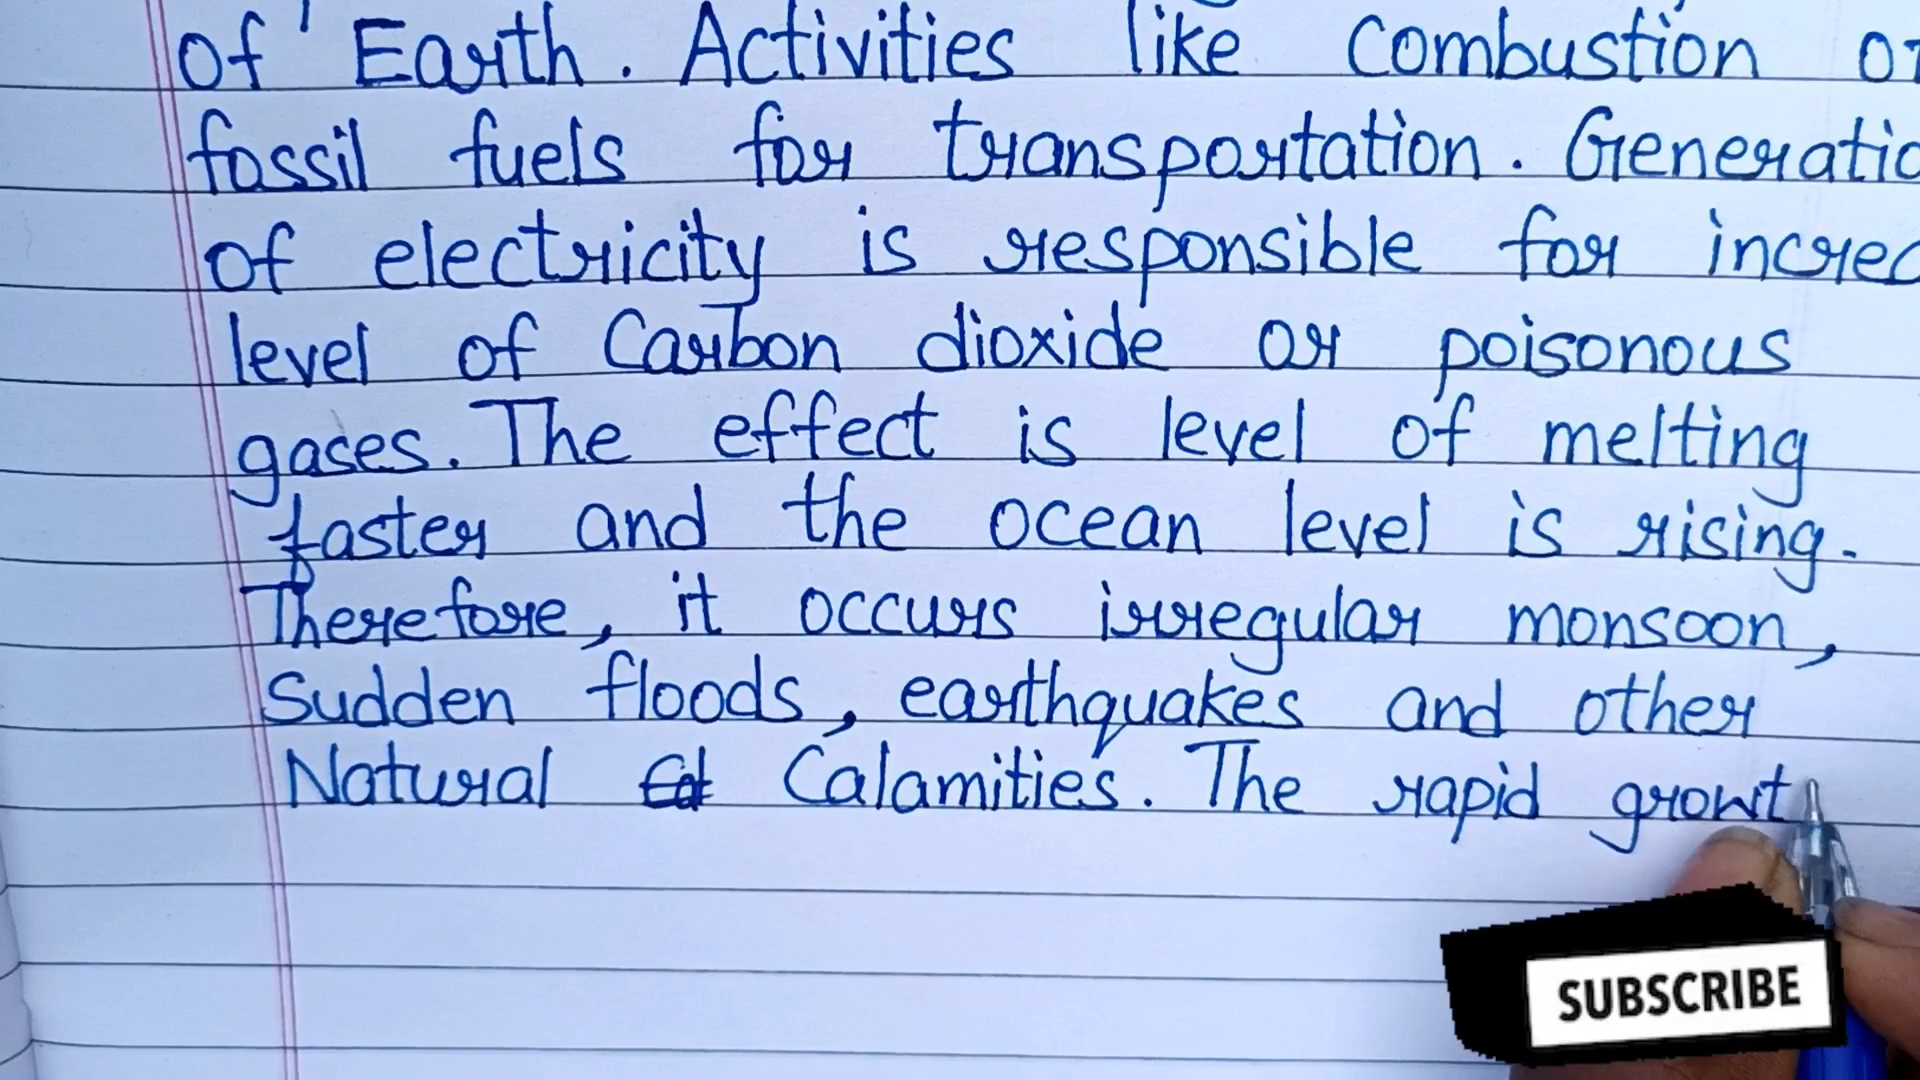 of Earth. Activities like Combustion of
fossil fuels for transportation. Generatio
of electricity is responsible for increa
level of Carbon dioxide or poisonous
gases. The effect is level of melting
faster and the ocean level is rising.
Therefore, it occurs irregular monsoon,
Sudden floods, earthquakes and other
Natural Calamities. The rapid growt
SUBSCRIBE